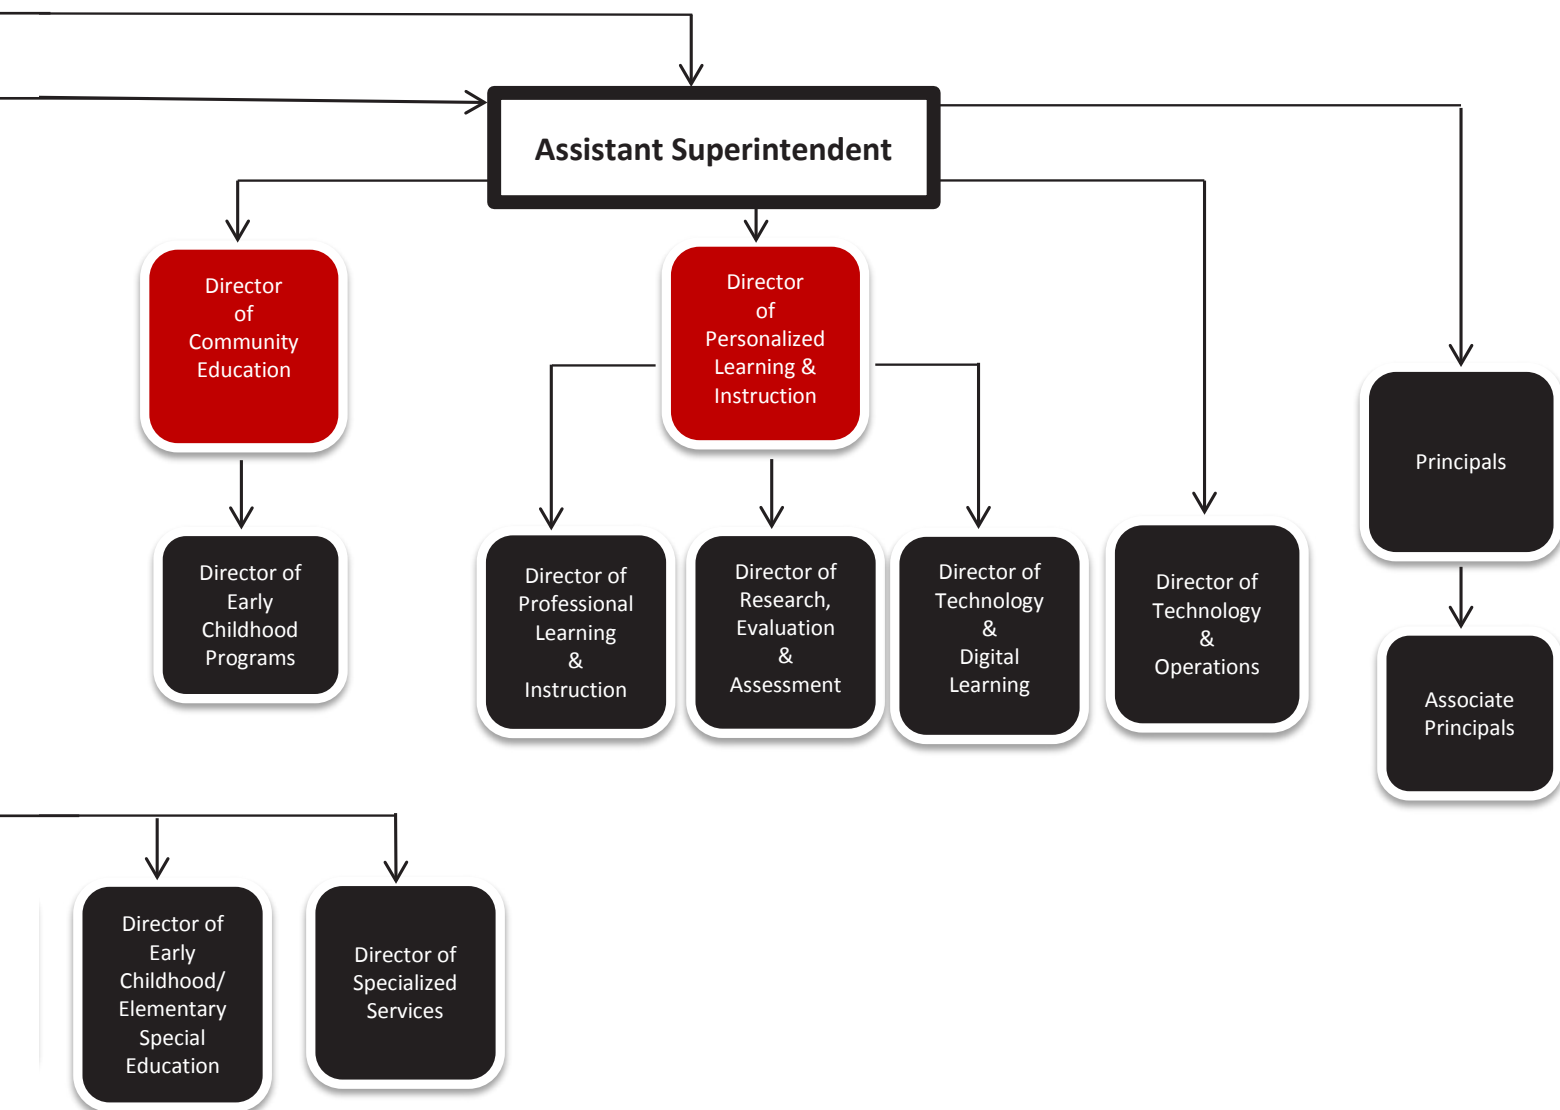 Assistant Superintendent
Director
of
Community
Education
Director
of
Personalized
Learning &
Instruction
Principals
Director of
Early
Childhood
Programs
Director of
Professional
Learning
&
Instruction
Director of
Research,
Evaluation
&
Assessment
Director of
Technology
&
Digital
Learning
Director of
Technology
&
Operations
Associate
Principals
Director of
Early
Childhood/
Elementary
Special
Education
Director of
Specialized
Services